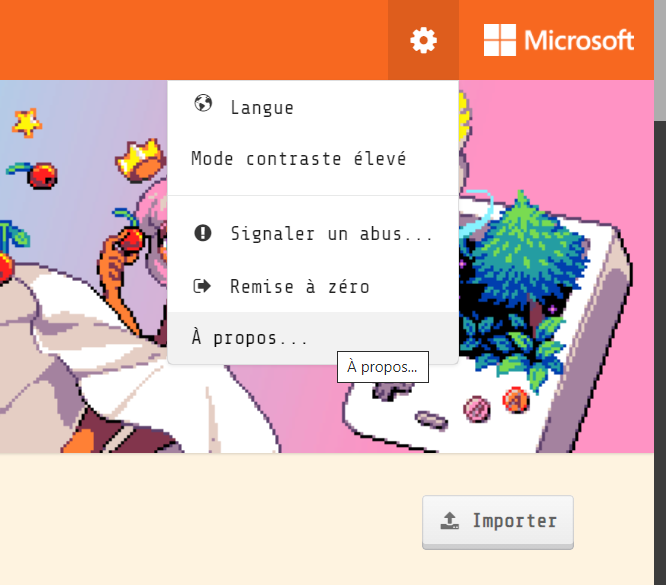 Microsoft
Langue
Mode contraste élevé
Signaler un abus...
Remise à zéro
À propos...
À propos...
Importer